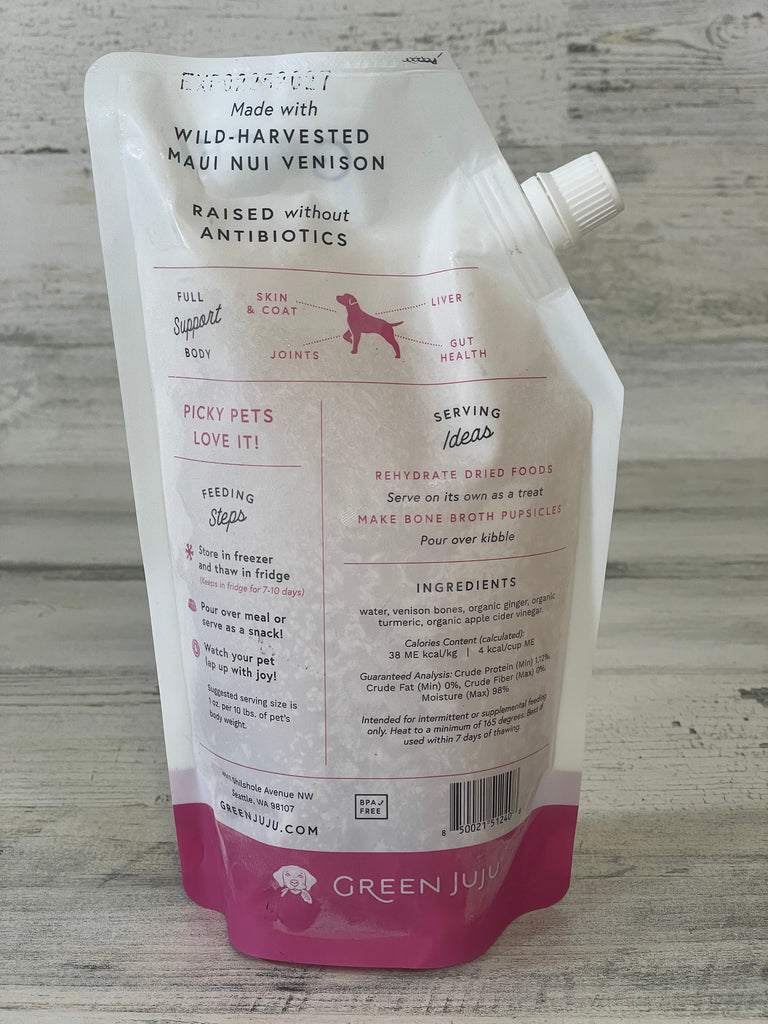 Made with
WILD-HARVESTED
MAUI NUI VENISON
RAISED without
ANTIBIOTICS
FULL
Support
BODY
SKIN
& COAT
LIVER
JOINTS
GUT
HEALTH
PICKY PETS
LOVE IT!
FEEDING
Steps
Store in freezer
and thaw in fridge
(Keeps in fridge for 7-10 days)
Pour over meal or
serve as a snack!
Watch your pet
lap up with joy!
Suggested serving size is
1 oz. per 10 lbs. of pet's
body weight.
SERVING
Ideas
REHYDRATE DRIED FOODS
Serve on its own as a treat
MAKE BONE BROTH PUPSICLES
Pour over kibble
INGREDIENTS
water, venison bones, organic ginger, organic
turmeric, organic apple cider vinegar.
Calories Content (calculated):
38 ME kcal/kg | 4 kcal/cup ME
Guaranteed Analysis: Crude Protein (Min) 1.12%,
Crude Fat (Min) 0%, Crude Fiber (Max) 0%,
Moisture (Max) 98%
Intended for intermittent or supplemental feeding
only. Heat to a minimum of 165 degrees. Best if
used within 7 days of thawing.
Shilshole Avenue NW
Seattle, WA 98107
GREENJUJU.COM
BPA
FREE
8 50021 51240 8
GREEN JUJU